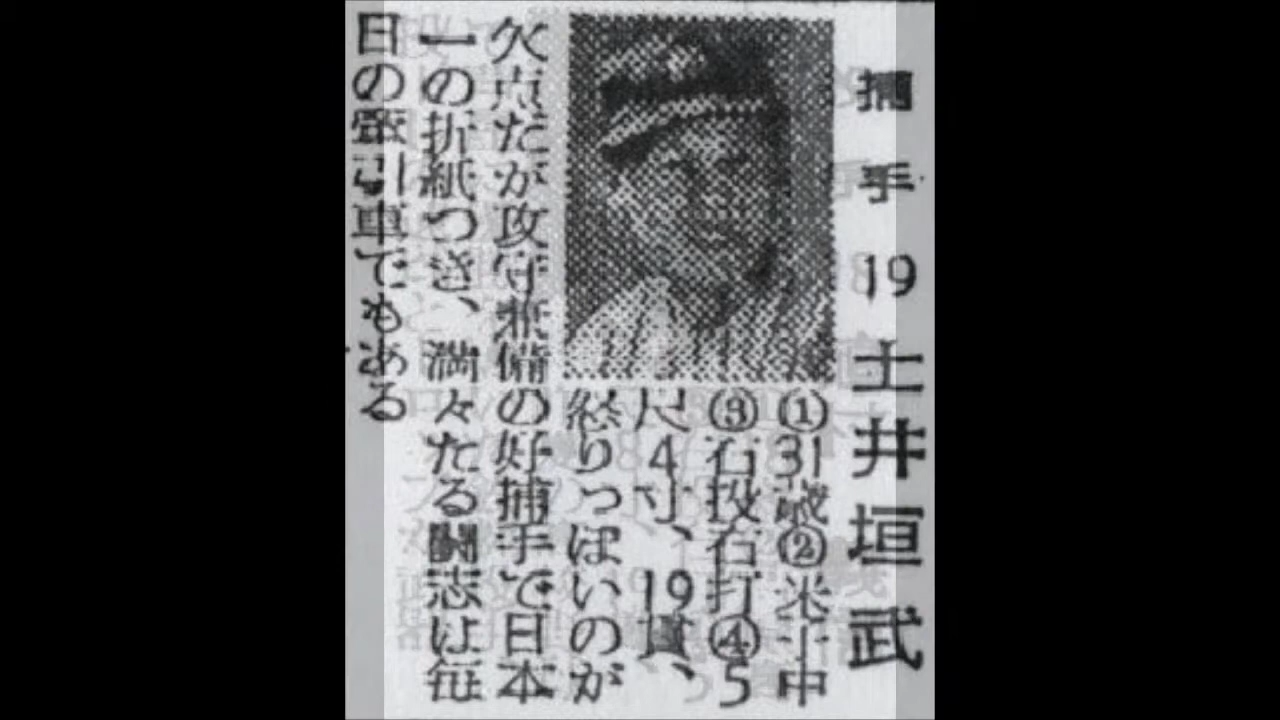 捕手19土井垣武
①31歳②米子中
③右投右打④5
尺4寸、19貫、
怒りっぽいのが
欠点だが攻守兼備の好捕手で日本
一の折紙つき、満々たる闘志は毎
日の牽引車でもある